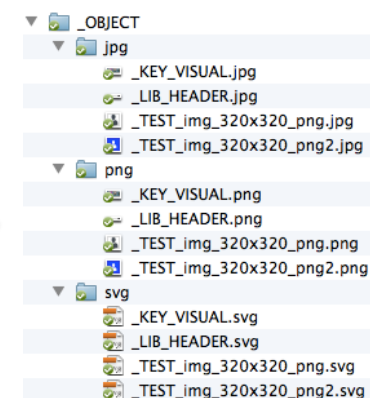 _OBJECT
jpg
_KEY_VISUAL.jpg
_LIB_HEADER.jpg
_TEST_img_320x320_png.jpg
_TEST_img_320x320_png2.jpg
png
_KEY_VISUAL.png
_LIB_HEADER.png
_TEST_img_320x320_png.png
_TEST_img_320x320_png2.png
svg
_KEY_VISUAL.svg
_LIB_HEADER.svg
_TEST_img_320x320_png.svg
_TEST_img_320x320_png2.svg